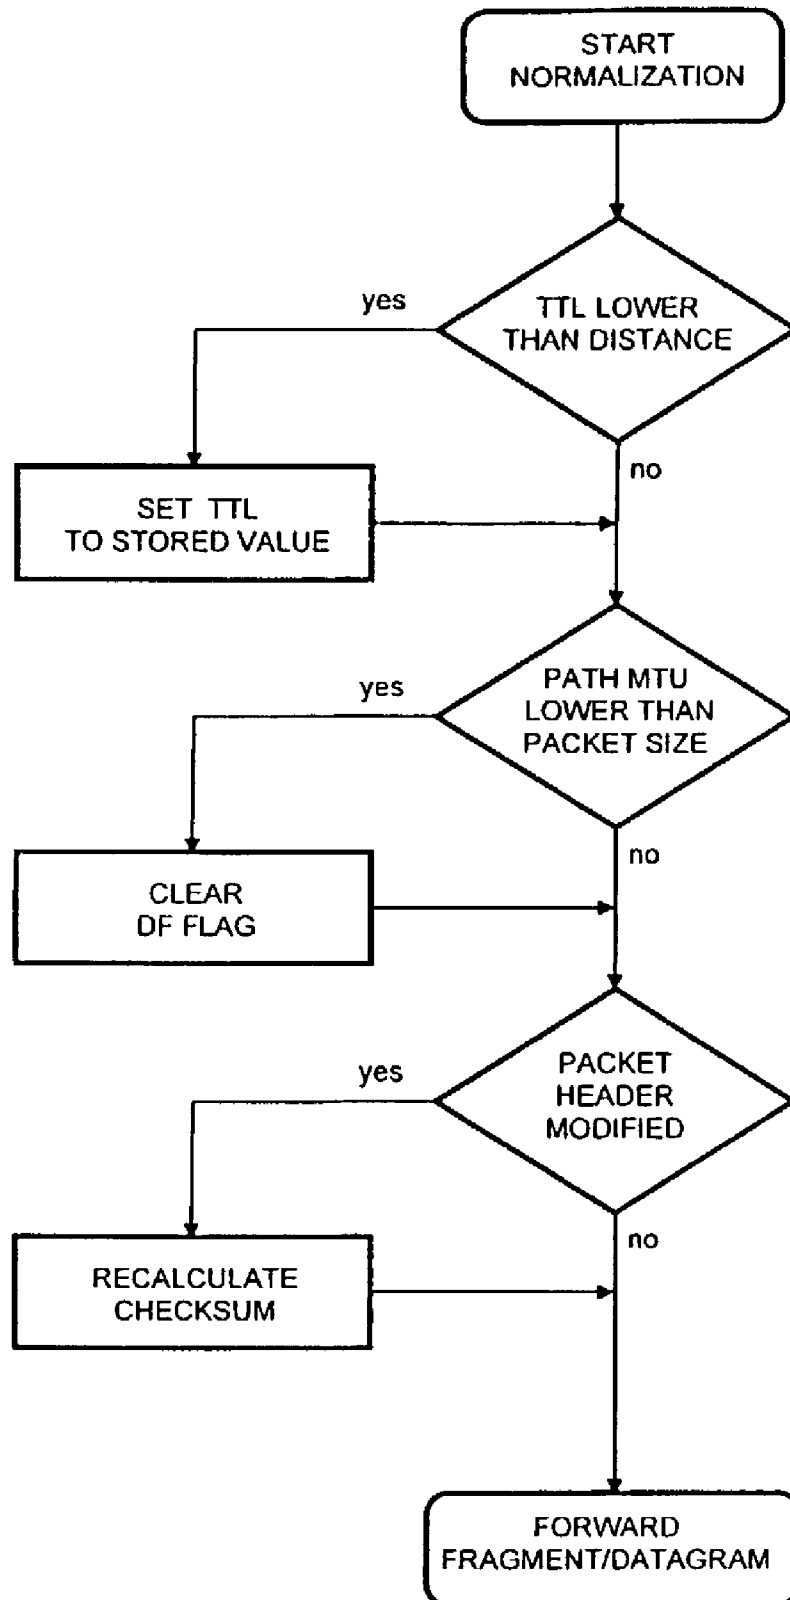 START
NORMALIZATION
yes
TTL LOWER
THAN DISTANCE
no
SET TTL
TO STORED VALUE
yes
PATH MTU
LOWER THAN
PACKET SIZE
no
CLEAR
DF FLAG
yes
PACKET
HEADER
MODIFIED
no
RECALCULATE
CHECKSUM
FORWARD
FRAGMENT/DATAGRAM